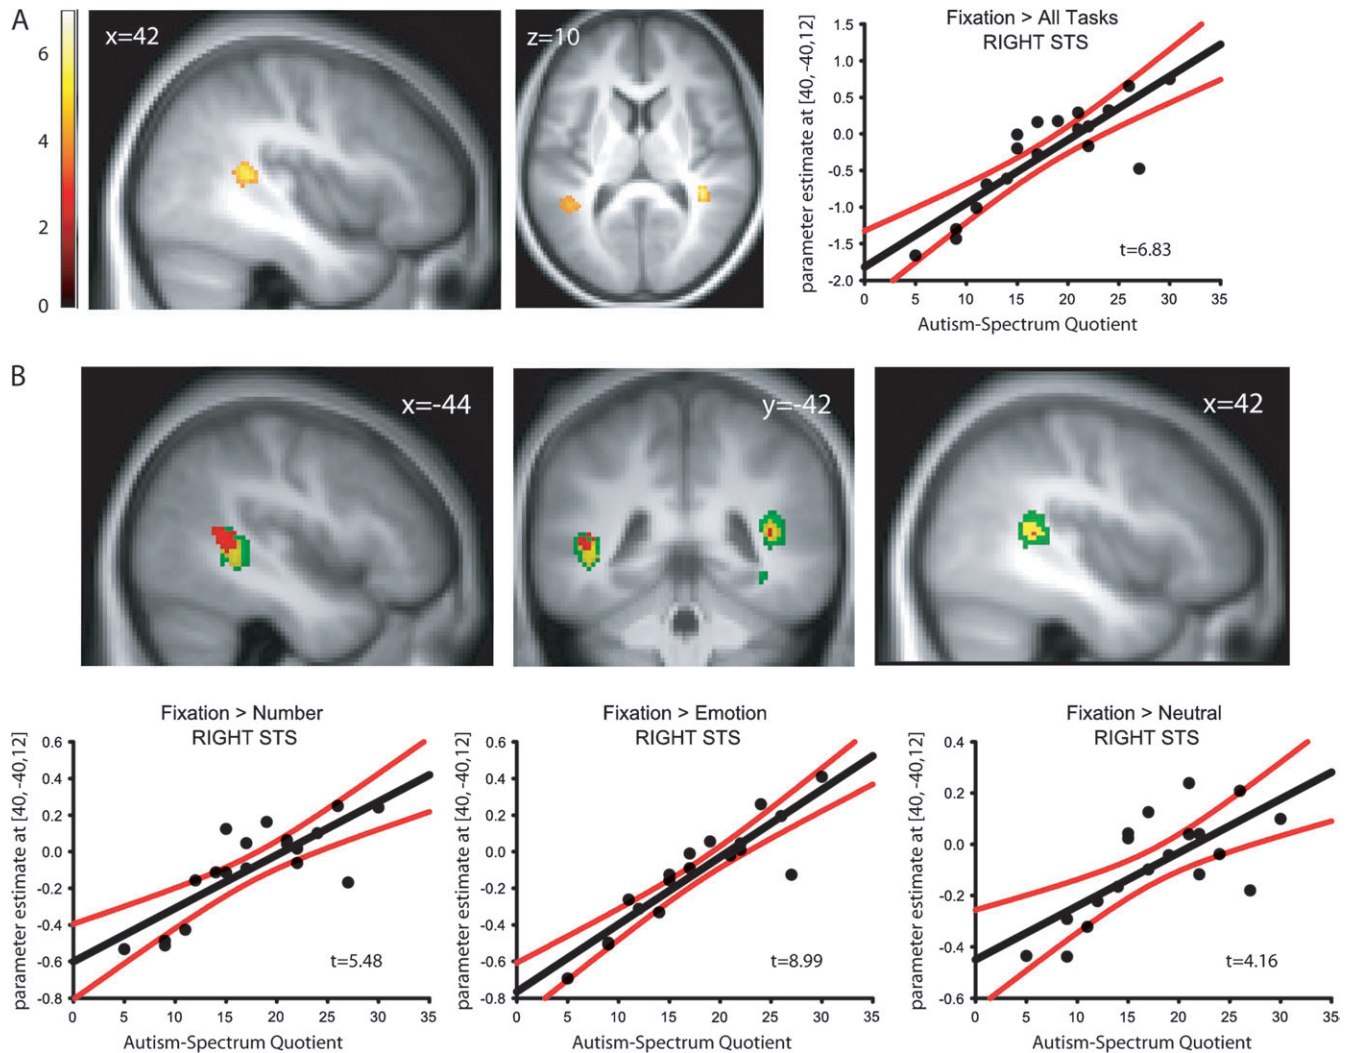 A
6
4
2
0
x=42
z=10
Fixation > All Tasks
RIGHT STS
parameter estimate at [40,-40,12]
1.5
1.0
0.5
0.0
-0.5
-1.0
-1.5
-2.0
t=6.83
0 5 10 15 20 25 30 35
Autism-Spectrum Quotient
B
x=-44
y=-42
x=42
Fixation > Number
RIGHT STS
parameter estimate at [40,-40,12]
0.6
0.4
0.2
0.0
-0.2
-0.4
-0.6
-0.8
t=5.48
0 5 10 15 20 25 30 35
Autism-Spectrum Quotient
Fixation > Emotion
RIGHT STS
parameter estimate at [40,-40,12]
0.6
0.4
0.2
0.0
-0.2
-0.4
-0.6
-0.8
t=8.99
0 5 10 15 20 25 30 35
Autism-Spectrum Quotient
Fixation > Neutral
RIGHT STS
parameter estimate at [40,-40,12]
0.4
0.2
0.0
-0.2
-0.4
-0.6
t=4.16
0 5 10 15 20 25 30 35
Autism-Spectrum Quotient